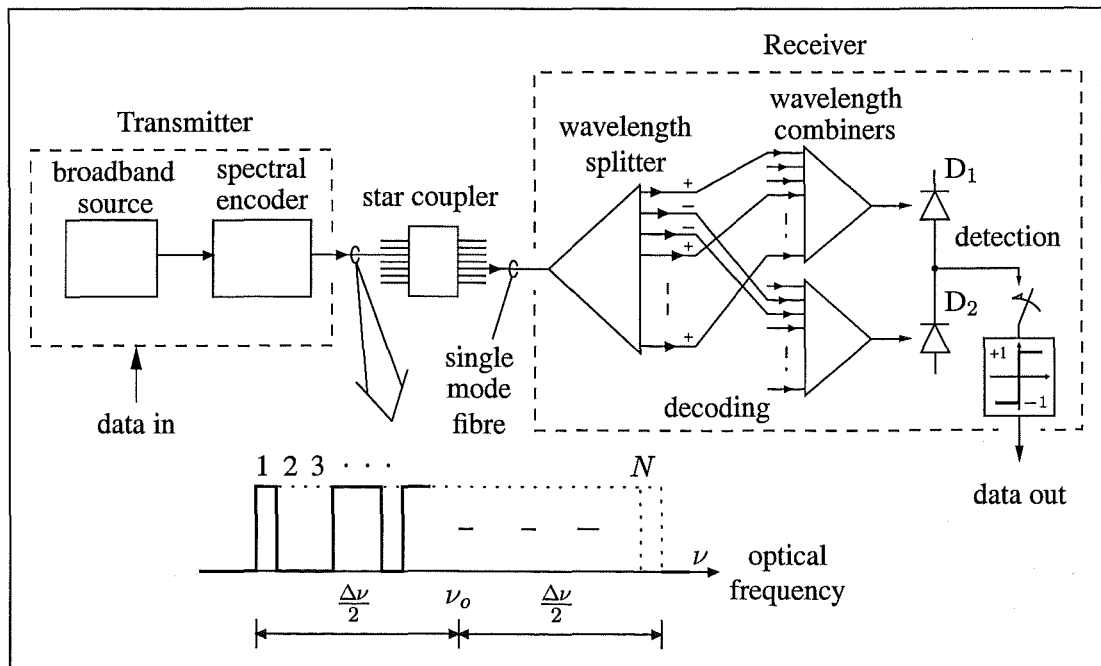 Receiver
Transmitter
broadband
source
spectral
encoder
star coupler
wavelength
splitter
wavelength
combiners
+
−
−
+
+
D1
detection
D2
+1
−1
single
mode
fibre
decoding
data in
data out
1 2 3 · · · N
− − −
ν
optical
frequency
Δν/2 νo Δν/2